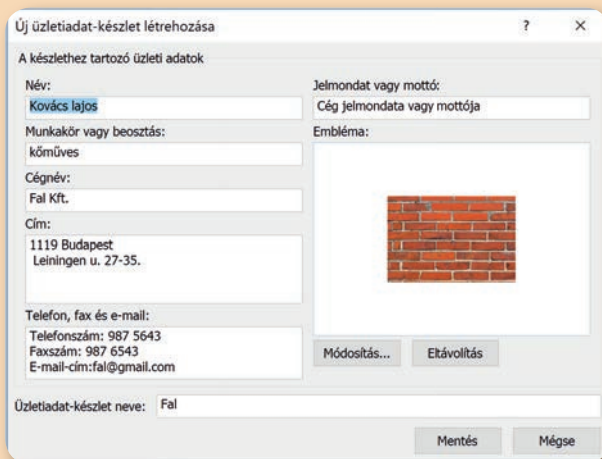 Új üzletiadat-készlet létrehozása
?
A készlethez tartozó üzleti adatok
Név:
Kovács lajos
Munkakör vagy beosztás:
kőműves
Cégnév:
Fal Kft.
Cím:
1119 Budapest
Leiningen u. 27-35.
Telefon, fax és e-mail:
Telefonszám: 987 5643
Faxszám: 987 6543
E-mail-cím:fal@gmail.com
Jelmondat vagy mottó:
Cég jelmondata vagy mottója
Embléma:
Módosítás...
Eltávolítás
Üzletiadat-készlet neve:
Fal
Mentés
Mégse